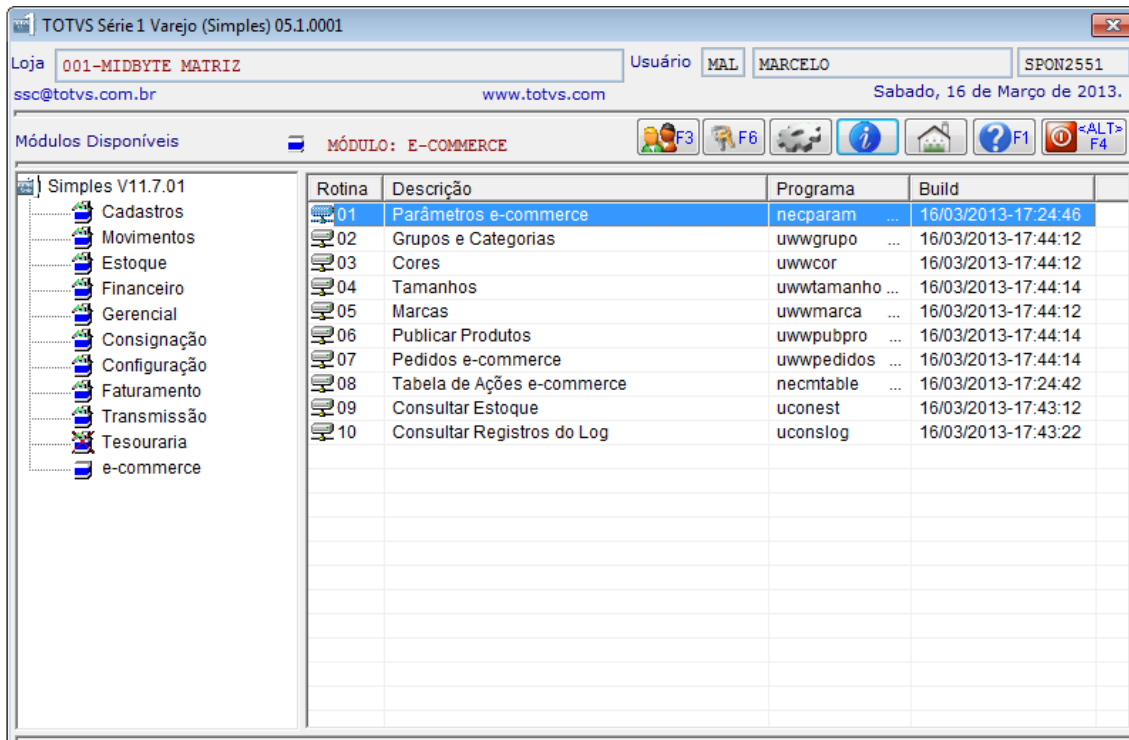 TOTVS Série 1 Varejo (Simples) 05.1.0001
Loja 001-MIDBYTE MATRIZ Usuário MAL MARCELO SPON2551
ssc@totvs.com.br www.totvs.com Sabado, 16 de Março de 2013.
Módulos Disponíveis MÓDULO: E-COMMERCE F3 F6 F1 <ALT> F4
Simples V11.7.01
Cadastros
Movimentos
Estoque
Financeiro
Gerencial
Consignação
Configuração
Faturamento
Transmissão
Tesouraria
e-commerce
Rotina Descrição Programa Build
01 Parâmetros e-commerce necparam ... 16/03/2013-17:24:46
02 Grupos e Categorias uwwgrupo ... 16/03/2013-17:44:12
03 Cores uwwcor 16/03/2013-17:44:12
04 Tamanhos uwwtamanho ... 16/03/2013-17:44:14
05 Marcas uwwmarca ... 16/03/2013-17:44:12
06 Publicar Produtos uwwpubpro ... 16/03/2013-17:44:14
07 Pedidos e-commerce uwwpedidos ... 16/03/2013-17:44:14
08 Tabela de Ações e-commerce necmtable ... 16/03/2013-17:24:42
09 Consultar Estoque uconest 16/03/2013-17:43:12
10 Consultar Registros do Log uconslog 16/03/2013-17:43:22